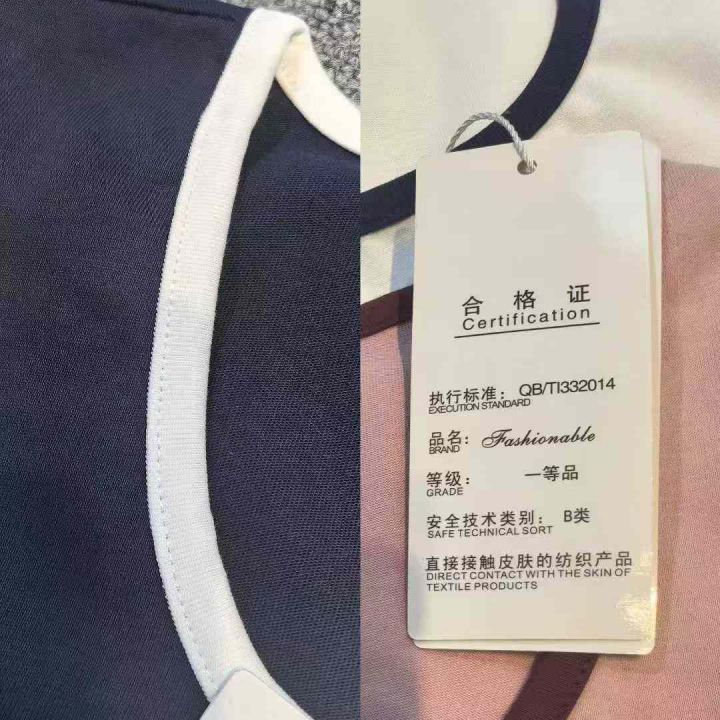 合格证
Certification
执行标准：QB/TI332014
EXECUTION STANDARD
品名：Fashionable
BRAND
等级：一等品
GRADE
安全技术类别：B类
SAFE TECHNICAL SORT
直接接触皮肤的纺织产品
DIRECT CONTACT WITH THE SKIN OF
TEXTILE PRODUCTS